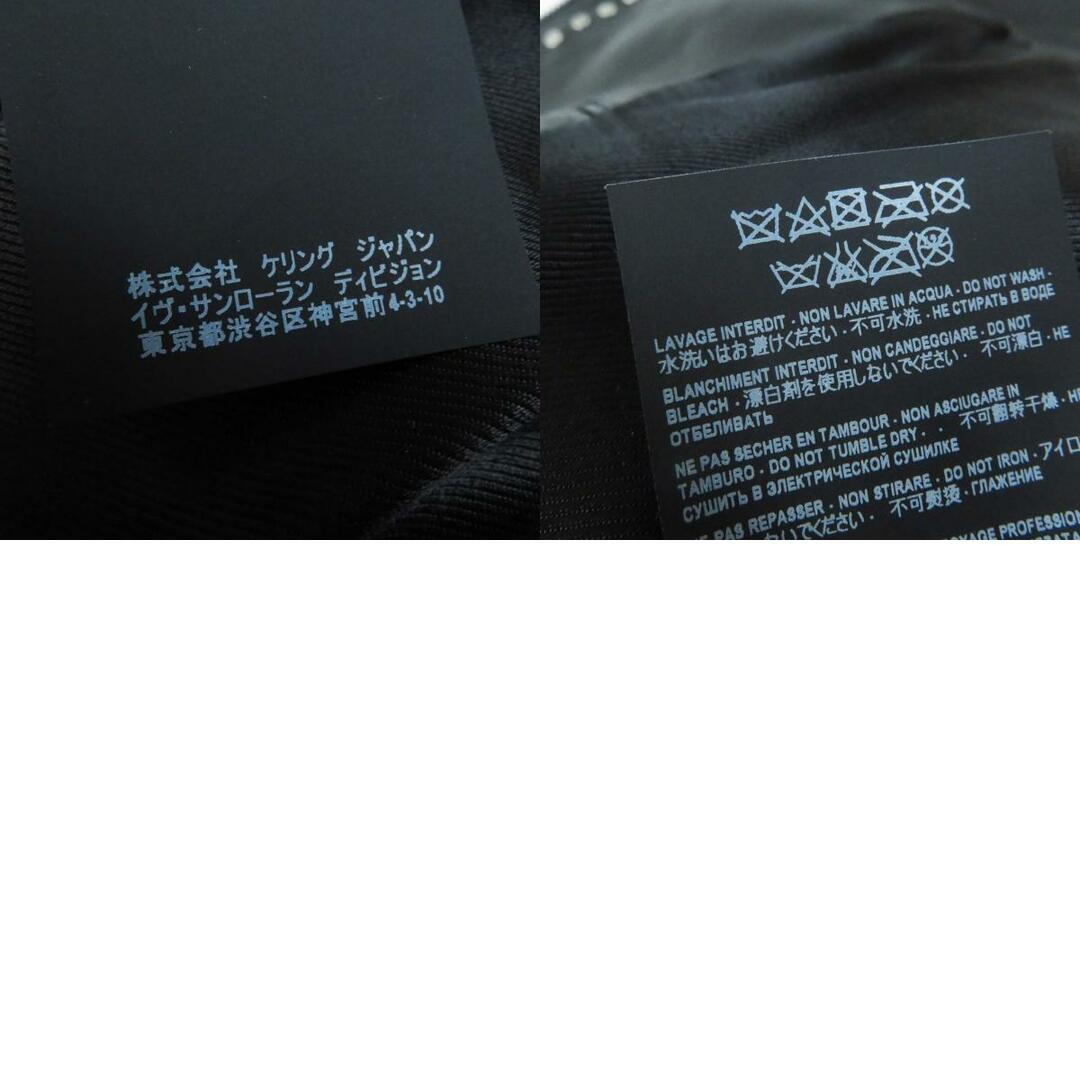 株式会社 ケリング ジャパン
イヴ・サンローラン ディビジョン
東京都渋谷区神宮前4-3-10
LAVAGE INTERDIT · NON LAVARE IN ACQUA · DO NOT WASH ·
水洗いはお避けください · 不可水洗 · НЕ СТИРАТЬ В ВОДЕ
BLANCHIMENT INTERDIT · NON CANDEGGIARE · DO NOT
BLEACH · 漂白剤を使用しないでください · 不可漂白 · НЕ
ОТБЕЛИВАТЬ
NE PAS SECHER EN TAMBOUR · NON ASCIUGARE IN
TAMBURO · DO NOT TUMBLE DRY · · 不可翻转干燥 · НЕ
СУШИТЬ В ЭЛЕКТРИЧЕСКОЙ СУШИЛКЕ
NE PAS REPASSER · NON STIRARE · DO NOT IRON · アイロ
ないでください · 不可熨烫 · ГЛАЖЕНИЕ
PROFESSION